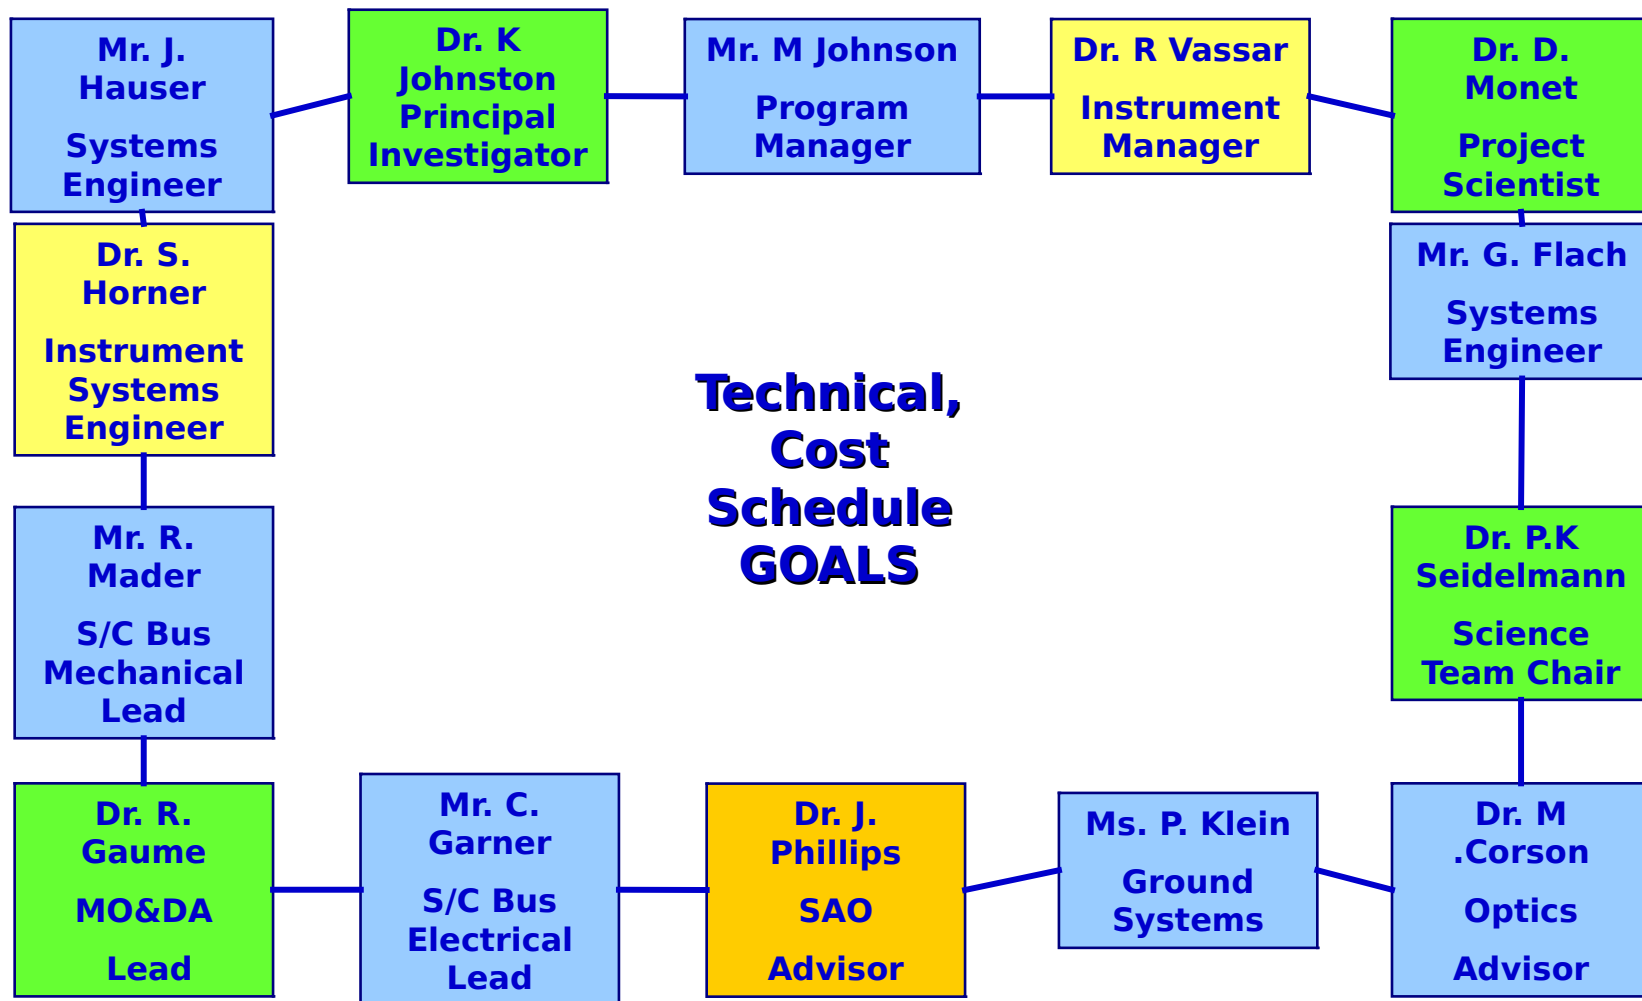 Mr. J.
Hauser
Systems
Engineer
Dr. K
Johnston
Principal
Investigator
Mr. M Johnson
Program
Manager
Dr. R Vassar
Instrument
Manager
Dr. D.
Monet
Project
Scientist
Dr. S.
Horner
Instrument
Systems
Engineer
Mr. G. Flach
Systems
Engineer
Technical,
Cost
Schedule
GOALS
Mr. R.
Mader
S/C Bus
Mechanical
Lead
Dr. P.K
Seidelmann
Science
Team Chair
Dr. R.
Gaume
MO&DA
Lead
Mr. C.
Garner
S/C Bus
Electrical
Lead
Dr. J.
Phillips
SAO
Advisor
Ms. P. Klein
Ground
Systems
Dr. M
.Corson
Optics
Advisor